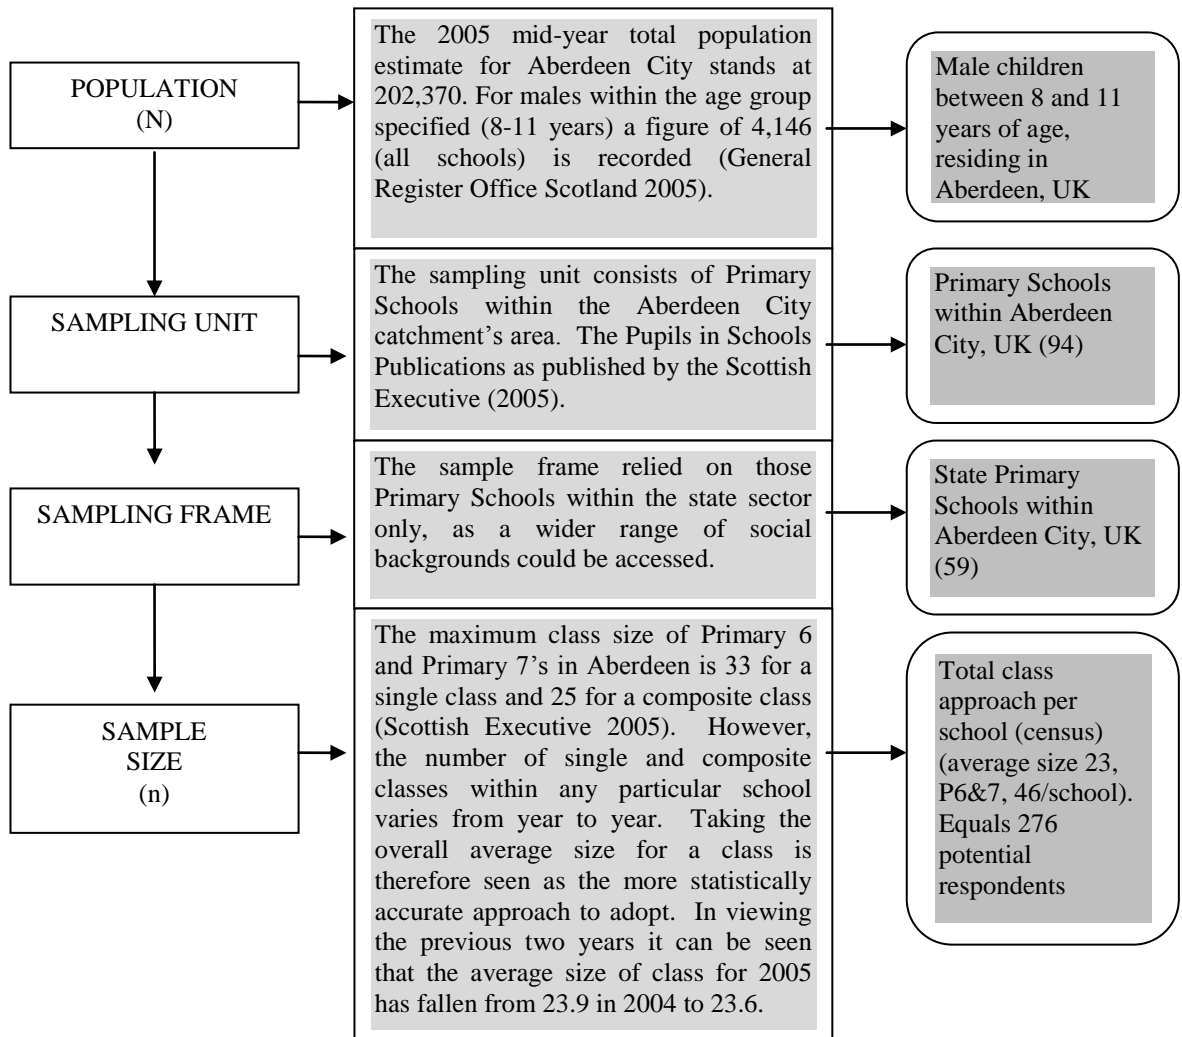 POPULATION
(N)
The 2005 mid-year total population
estimate for Aberdeen City stands at
202,370. For males within the age group
specified (8-11 years) a figure of 4,146
(all schools) is recorded (General
Register Office Scotland 2005).
Male children
between 8 and 11
years of age,
residing in
Aberdeen, UK
SAMPLING UNIT
The sampling unit consists of Primary
Schools within the Aberdeen City
catchment’s area. The Pupils in Schools
Publications as published by the Scottish
Executive (2005).
Primary Schools
within Aberdeen
City, UK (94)
SAMPLING FRAME
The sample frame relied on those
Primary Schools within the state sector
only, as a wider range of social
backgrounds could be accessed.
State Primary
Schools within
Aberdeen City, UK
(59)
SAMPLE
SIZE
(n)
The maximum class size of Primary 6
and Primary 7’s in Aberdeen is 33 for a
single class and 25 for a composite class
(Scottish Executive 2005). However,
the number of single and composite
classes within any particular school
varies from year to year. Taking the
overall average size for a class is
therefore seen as the more statistically
accurate approach to adopt. In viewing
the previous two years it can be seen
that the average size of class for 2005
has fallen from 23.9 in 2004 to 23.6.
Total class
approach per
school (census)
(average size 23,
P6&7, 46/school).
Equals 276
potential
respondents